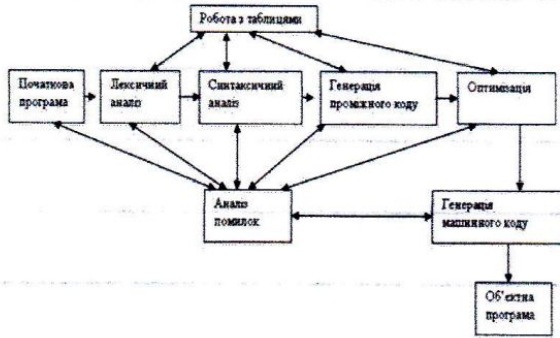 Робота з таблицями
Початкова
програма
Лексичний
аналіз
Синтаксичний
аналіз
Генерація
проміжного коду
Оптимізація
Аналіз
помилок
Генерація
машинного коду
Об'єктна
програма